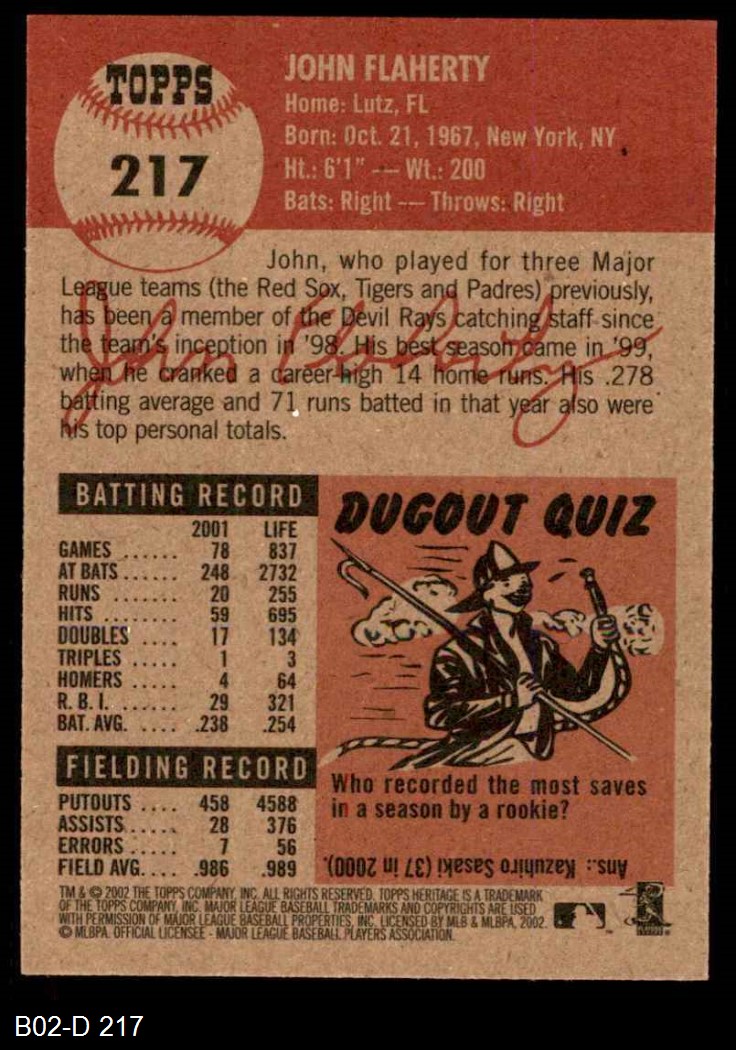 TOPPS
217
JOHN FLAHERTY
Home: Lutz, FL
Born: Oct. 21, 1967, New York, NY
Ht.: 6'1" — Wt.: 200
Bats: Right — Throws: Right
John, who played for three Major
League teams (the Red Sox, Tigers and Padres) previously,
has been a member of the Devil Rays catching staff since
the team's inception in '98. His best season came in '99,
when he cranked a career-high 14 home runs. His .278
batting average and 71 runs batted in that year also were
his top personal totals.
John Flaherty
BATTING RECORD
2001 LIFE
GAMES ...... 78 837
AT BATS ...... 248 2732
RUNS ....... 20 255
HITS ......... 59 695
DOUBLES .... 17 134
TRIPLES ..... 1 3
HOMERS ..... 4 64
R. B. I. ....... 29 321
BAT. AVG. .... .238 .254
FIELDING RECORD
PUTOUTS .... 458 4588
ASSISTS...... 28 376
ERRORS ..... 7 56
FIELD AVG.... .986 .989
DUGOUT QUIZ
Who recorded the most saves
in a season by a rookie?
Ans.: Kazuhiro Sasaki (37 in 2000).
TM & © 2002 THE TOPPS COMPANY, INC. ALL RIGHTS RESERVED. TOPPS HERITAGE IS A TRADEMARK
OF THE TOPPS COMPANY, INC. MAJOR LEAGUE BASEBALL TRADEMARKS AND COPYRIGHTS ARE USED
WITH PERMISSION OF MAJOR LEAGUE BASEBALL PROPERTIES, INC. LICENSED BY MLB & MLBPA, 2002.
© MLBPA. OFFICIAL LICENSEE - MAJOR LEAGUE BASEBALL PLAYERS ASSOCIATION.
B02-D 217